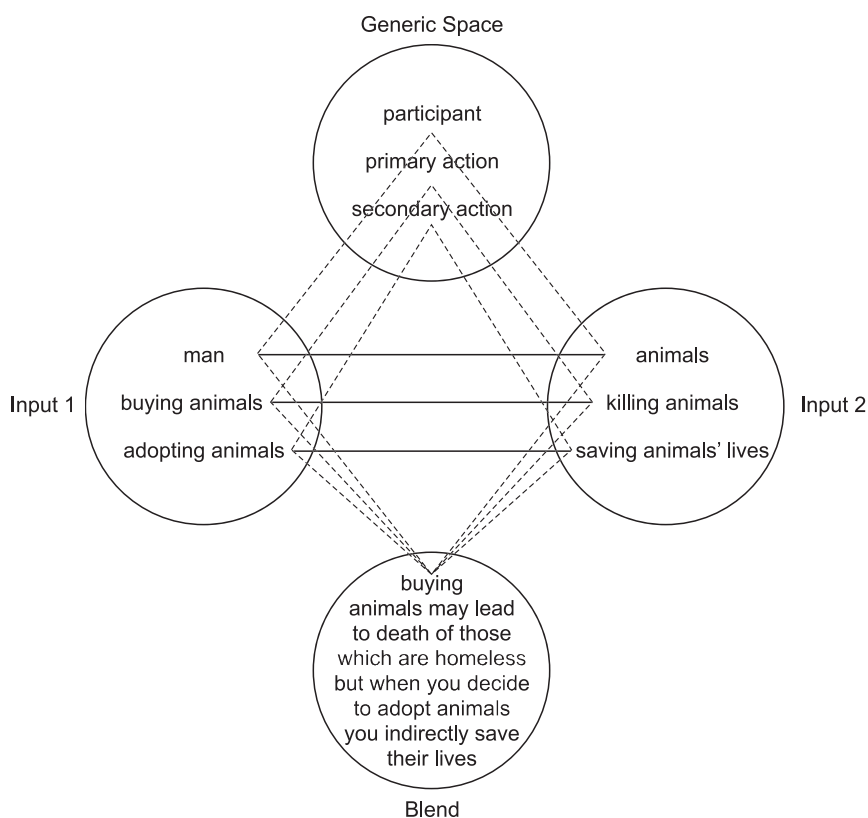 Generic Space
participant
primary action
secondary action
Input 1
man
buying animals
adopting animals
animals
killing animals
saving animals' lives
Input 2
buying
animals may lead
to death of those
which are homeless
but when you decide
to adopt animals
you indirectly save
their lives
Blend